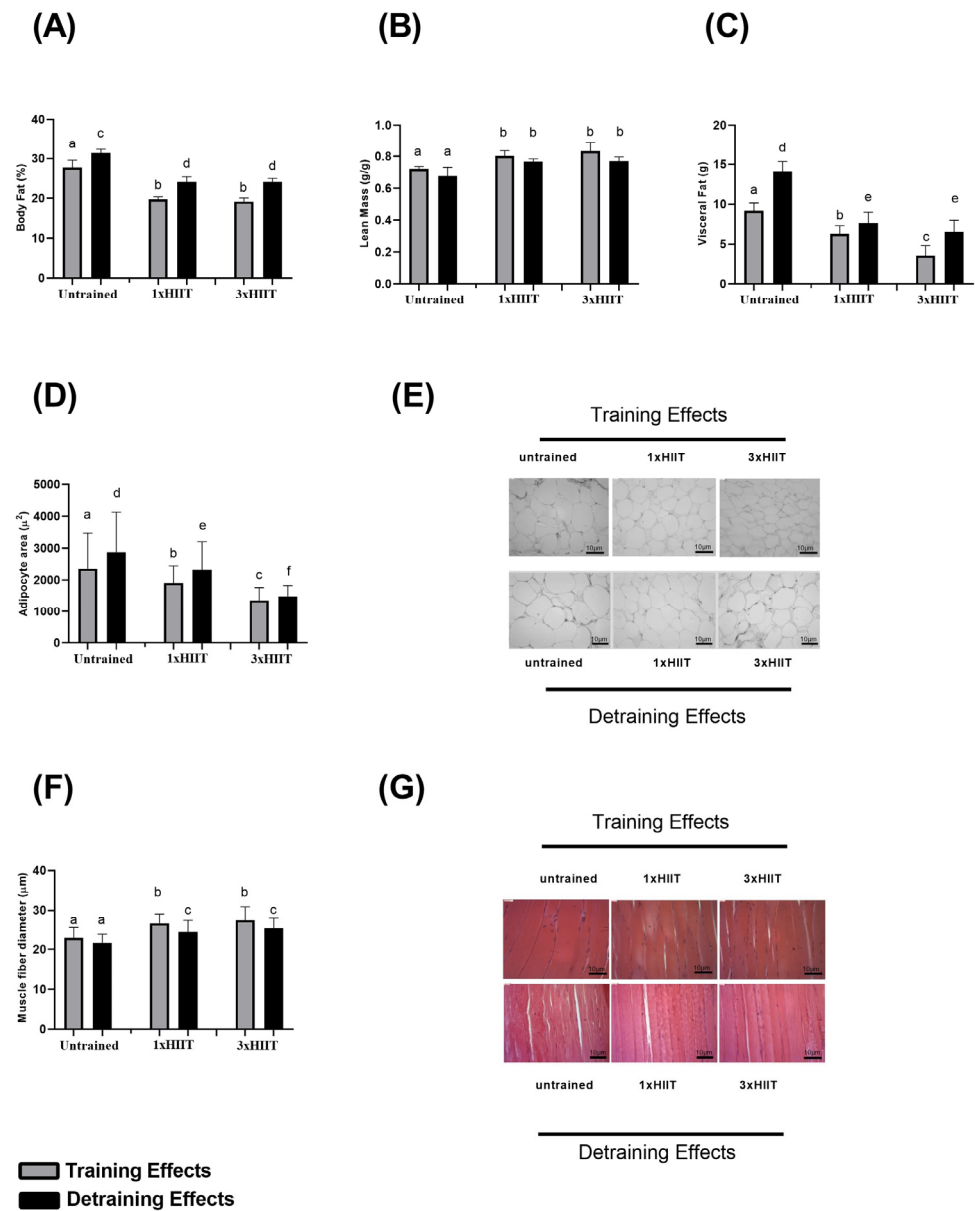 (A)
(B)
(C)
40
30
20
10
0
Body Fat (%)
a
c
b
d
b
d
Untrained
1xHIIT
3xHIIT
1.0
0.8
0.6
0.4
0.2
0.0
Lean Mass (g/g)
a
a
b
b
b
b
Untrained
1xHIIT
3xHIIT
20
15
10
5
0
Visceral Fat (g)
a
d
b
e
c
e
Untrained
1xHIIT
3xHIIT
(D)
5000
4000
3000
2000
1000
0
Adipocyte area (µ²)
a
d
b
e
c
f
Untrained
1xHIIT
3xHIIT
(E)
Training Effects
untrained
1xHIIT
3xHIIT
10µm
10µm
10µm
10µm
10µm
10µm
untrained
1xHIIT
3xHIIT
Detraining Effects
(F)
40
30
20
10
0
Muscle fiber diameter (µm)
a
a
b
c
b
c
Untrained
1xHIIT
3xHIIT
(G)
Training Effects
untrained
1xHIIT
3xHIIT
10µm
10µm
10µm
10µm
10µm
10µm
untrained
1xHIIT
3xHIIT
Detraining Effects
Training Effects
Detraining Effects